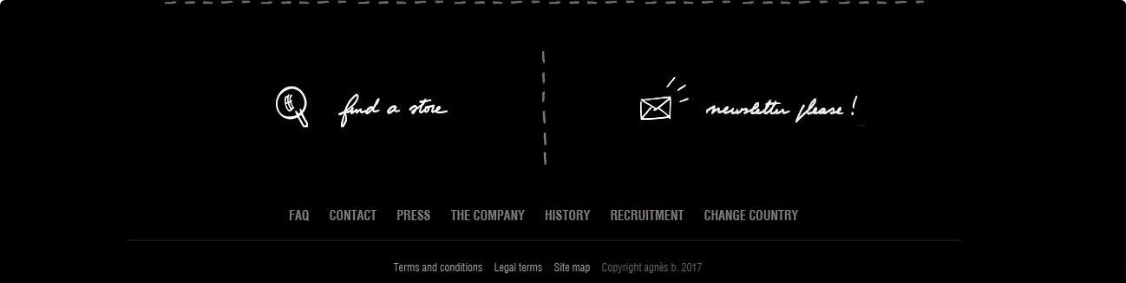 find a store newsletter please!
FAQ CONTACT PRESS THE COMPANY HISTORY RECRUITMENT CHANGE COUNTRY
Terms and conditions Legal terms Site map Copyright agnès b. 2017